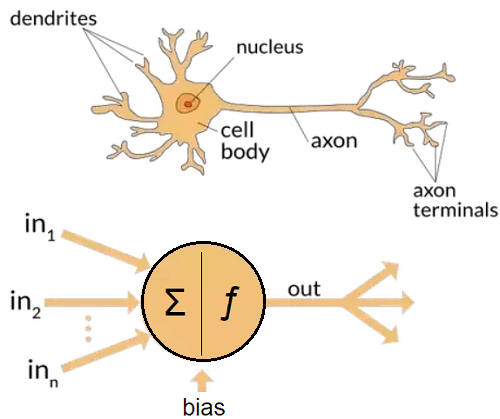 dendrites
nucleus
cell
body
axon
axon
terminals
in1
in2
inn
Σ
f
out
bias